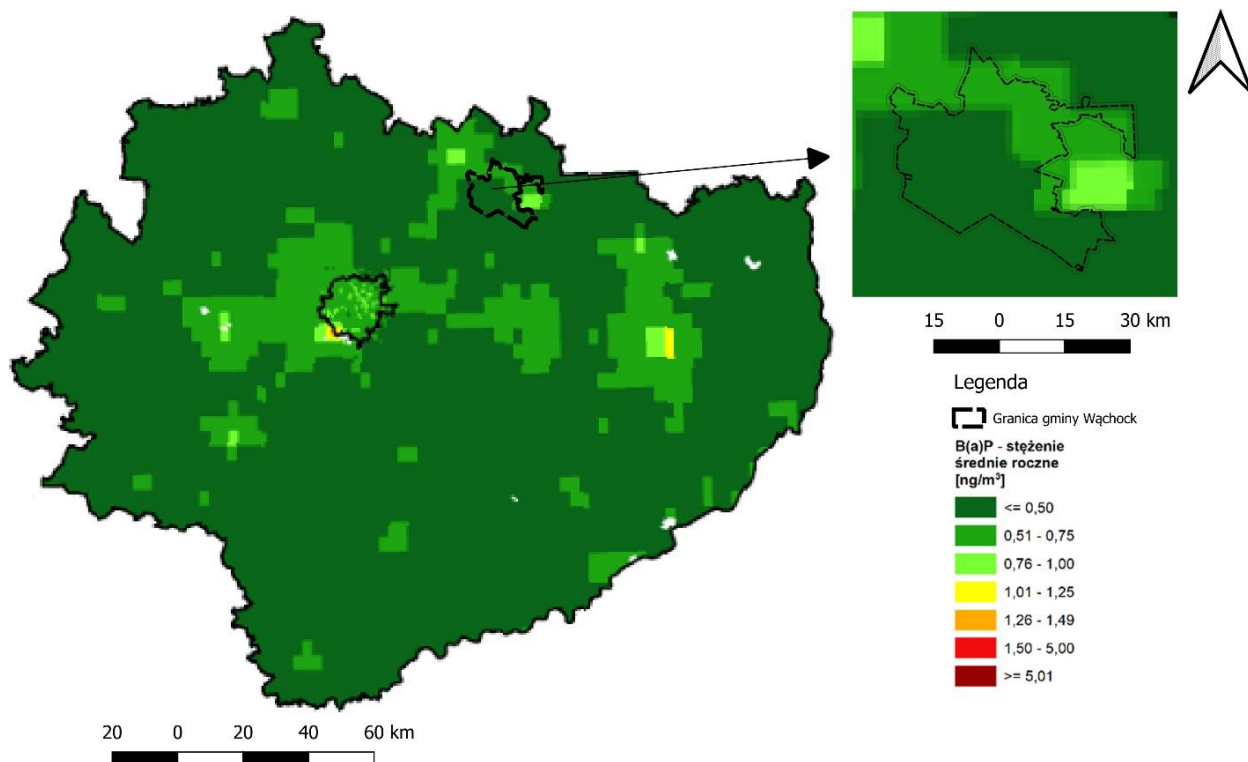 15 0 15 30 km
Legenda
Granica gminy Wąchock
B(a)P - stężenie
średnie roczne
[ng/m³]
<= 0,50
0,51 - 0,75
0,76 - 1,00
1,01 - 1,25
1,26 - 1,49
1,50 - 5,00
>= 5,01
20 0 20 40 60 km